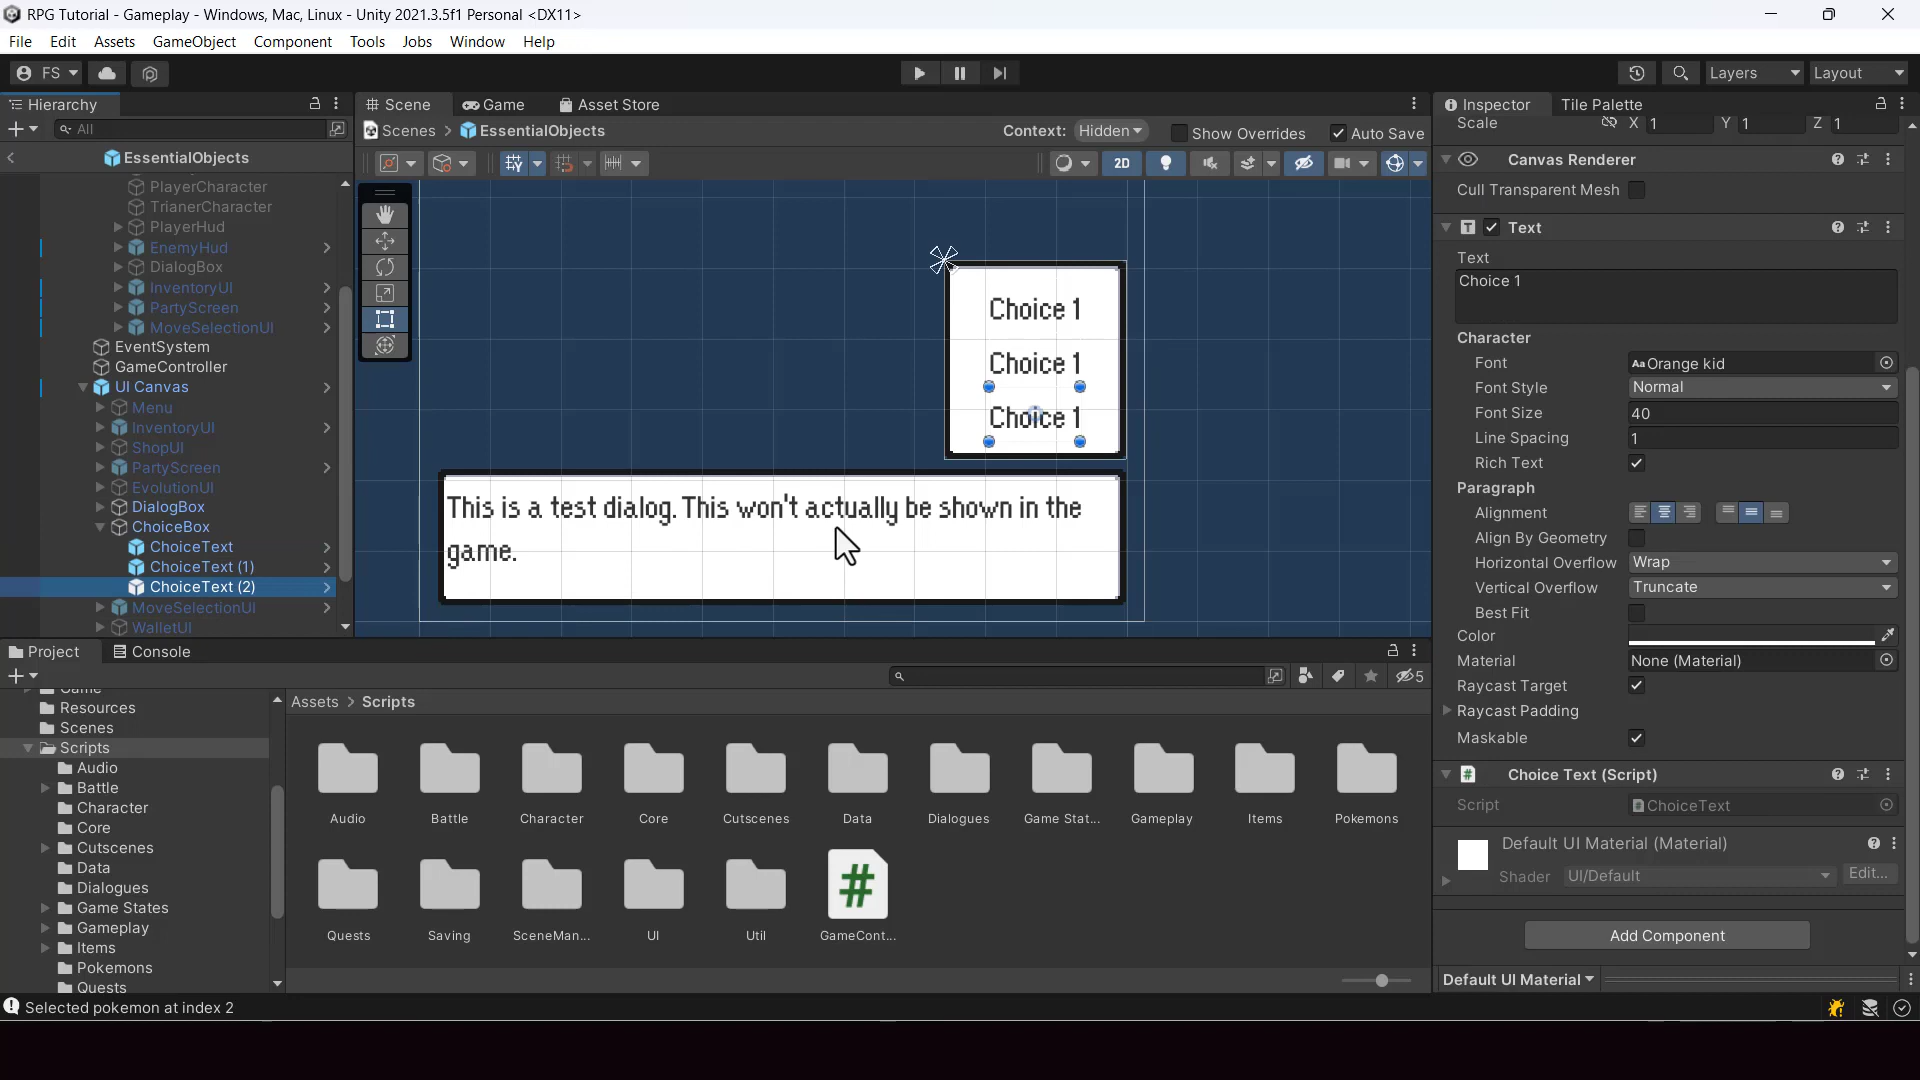 RPG Tutorial - Gameplay - Windows, Mac, Linux - Unity 2021.3.5f1 Personal <DX11>
File Edit Assets GameObject Component Tools Jobs Window Help
FS Layers Layout
Hierarchy
All
EssentialObjects
PlayerCharacter
TrianerCharacter
PlayerHud
EnemyHud
DialogBox
InventoryUI
PartyScreen
MoveSelectionUI
EventSystem
GameController
UI Canvas
Menu
InventoryUI
ShopUI
PartyScreen
EvolutionUI
DialogBox
ChoiceBox
ChoiceText
ChoiceText (1)
ChoiceText (2)
MoveSelectionUI
WalletUI
Scene Game Asset Store
Scenes > EssentialObjects Context: Hidden Show Overrides Auto Save
2D
Choice 1
Choice 1
Choice 1
This is a test dialog. This won't actually be shown in the
game.
Inspector Tile Palette
Scale X 1 Y 1 Z 1
Canvas Renderer
Cull Transparent Mesh
Text
Text
Choice 1
Character
Font Aa Orange kid
Font Style Normal
Font Size 40
Line Spacing 1
Rich Text
Paragraph
Alignment
Align By Geometry
Horizontal Overflow Wrap
Vertical Overflow Truncate
Best Fit
Color
Material None (Material)
Raycast Target
Raycast Padding
Maskable
# Choice Text (Script)
Script ChoiceText
Default UI Material (Material)
Shader UI/Default Edit...
Add Component
Default UI Material
Project Console
5
Game
Resources
Scenes
Scripts
Audio
Battle
Character
Core
Cutscenes
Data
Dialogues
Game States
Gameplay
Items
Pokemons
Quests
Assets > Scripts
Audio Battle Character Core Cutscenes Data Dialogues Game Stat... Gameplay Items Pokemons
#
Quests Saving SceneMan... UI Util GameCont...
Selected pokemon at index 2